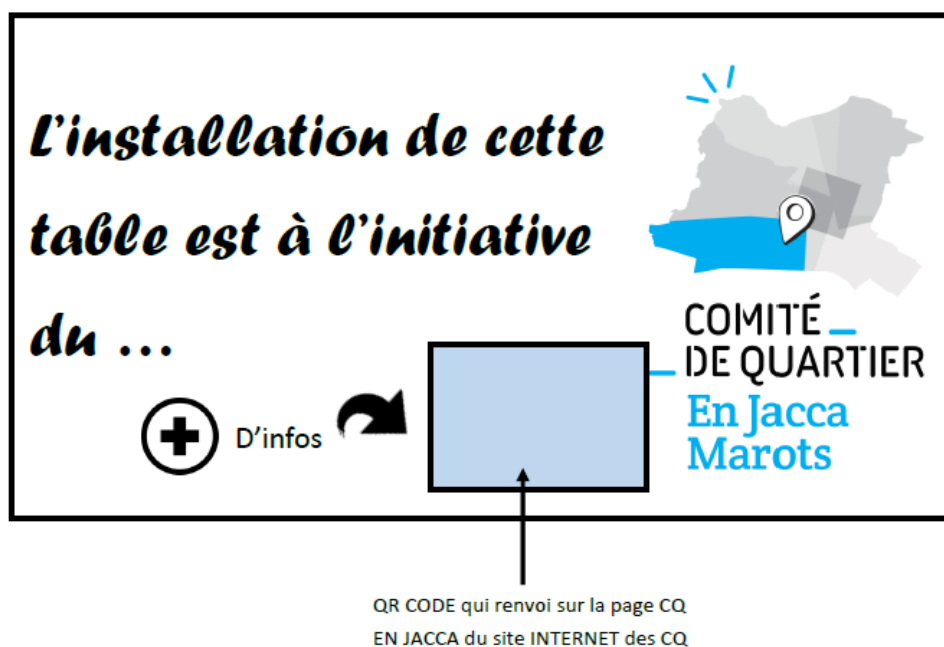 L'installation de cette
table est à l'initiative
du ...
D'infos
COMITÉ
DE QUARTIER
En Jacca
Marots
QR CODE qui renvoi sur la page CQ
EN JACCA du site INTERNET des CQ